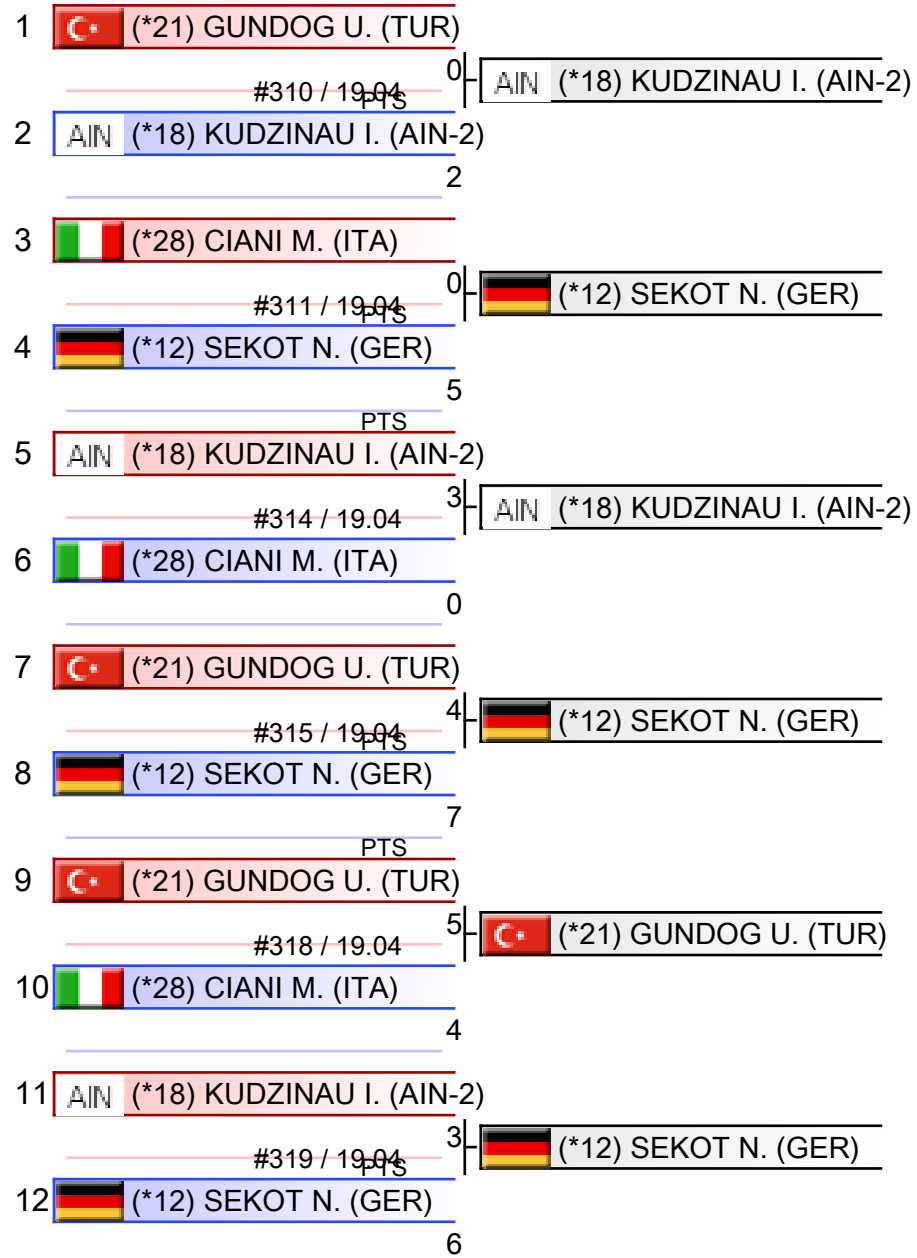 1 (*21) GUNDOG U. (TUR)
0
AIN (*18) KUDZINAU I. (AIN-2)
#310 / 19.04
PTS
2 AIN (*18) KUDZINAU I. (AIN-2)
2
3 (*28) CIANI M. (ITA)
0
(*12) SEKOT N. (GER)
#311 / 19.04
PTS
4 (*12) SEKOT N. (GER)
5
PTS
5 AIN (*18) KUDZINAU I. (AIN-2)
3
AIN (*18) KUDZINAU I. (AIN-2)
#314 / 19.04
6 (*28) CIANI M. (ITA)
0
7 (*21) GUNDOG U. (TUR)
4
(*12) SEKOT N. (GER)
#315 / 19.04
PTS
8 (*12) SEKOT N. (GER)
7
PTS
9 (*21) GUNDOG U. (TUR)
5
(*21) GUNDOG U. (TUR)
#318 / 19.04
10 (*28) CIANI M. (ITA)
4
11 AIN (*18) KUDZINAU I. (AIN-2)
3
(*12) SEKOT N. (GER)
#319 / 19.04
PTS
12 (*12) SEKOT N. (GER)
6